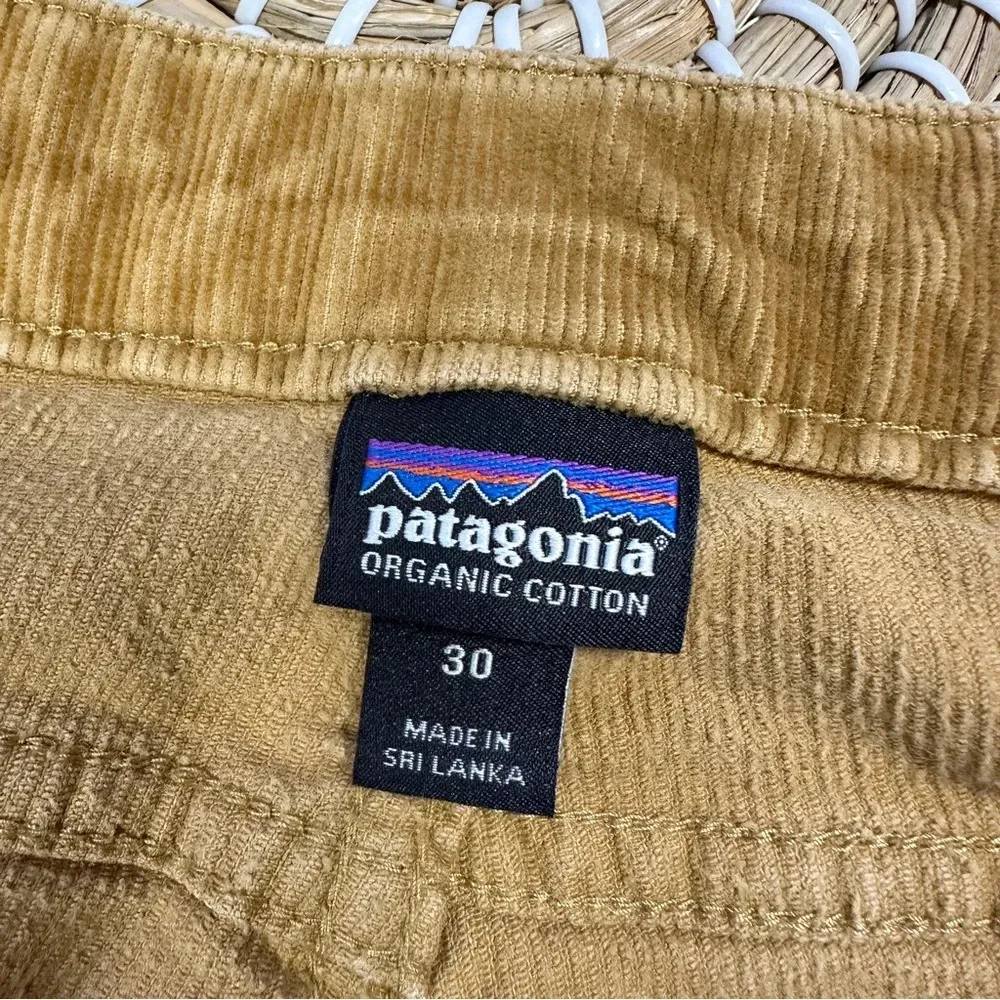 patagonia®
ORGANIC COTTON
30
MADE IN
SRI LANKA